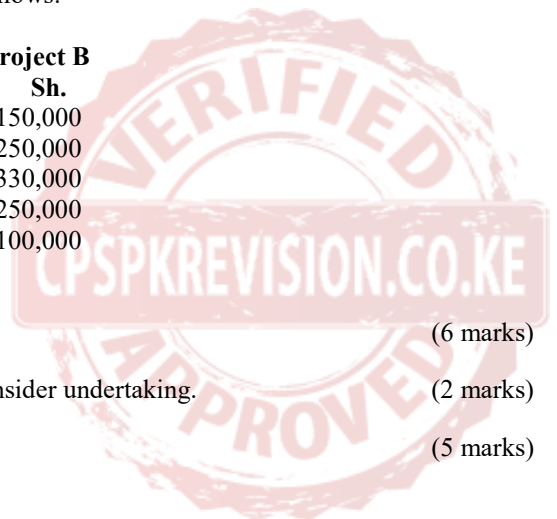 roject B
Sh.
150,000
250,000
330,000
250,000
100,000
VERIFIED
CPSPKREVISION.CO.KE
(6 marks)
nsider undertaking. (2 marks)
APPROVED
(5 marks)